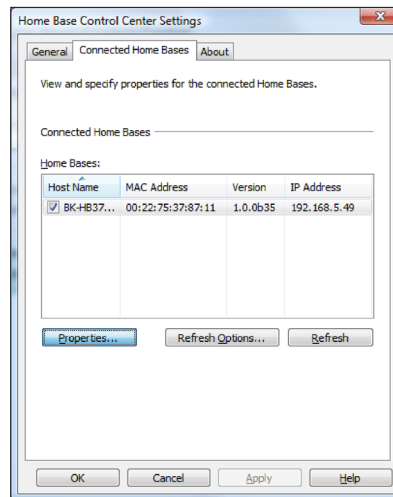 Home Base Control Center Settings
General Connected Home Bases About
View and specify properties for the connected Home Bases.
Connected Home Bases
Home Bases:
Host Name MAC Address Version IP Address
BK-HB37... 00:22:75:37:87:11 1.0.0b35 192.168.5.49
Properties... Refresh Options... Refresh
OK Cancel Apply Help